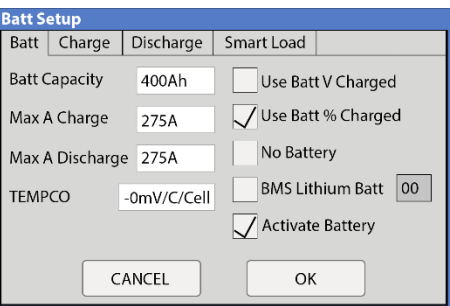 Batt Setup
Batt Charge Discharge Smart Load
Batt Capacity 400Ah Use Batt V Charged
Max A Charge 275A Use Batt % Charged
Max A Discharge 275A No Battery
TEMPCO -0mV/C/Cell BMS Lithium Batt 00
Activate Battery
CANCEL OK